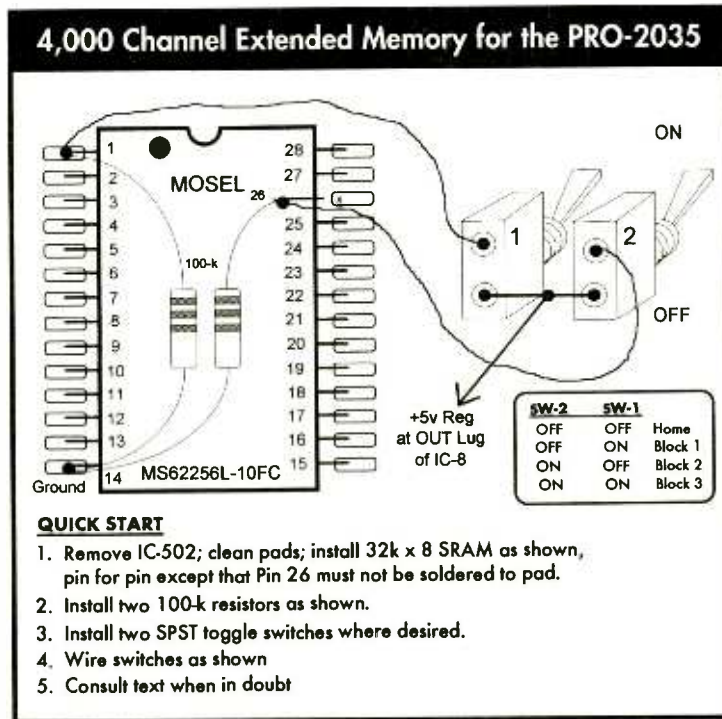 4,000 Channel Extended Memory for the PRO-2035
ON
1
28
2
27
MOSEL
3
26
x
4
25
1
2
5
24
100-k
6
23
7
22
8
21
OFF
9
20
10
19
11
18
12
17
13
16
14
15
Ground
MS62256L-10FC
+5v Reg
at OUT Lug
of IC-8
SW-2 SW-1
OFF OFF Home
OFF ON Block 1
ON OFF Block 2
ON ON Block 3
QUICK START
1. Remove IC-502; clean pads; install 32k x 8 SRAM as shown,
pin for pin except that Pin 26 must not be soldered to pad.
2. Install two 100-k resistors as shown.
3. Install two SPST toggle switches where desired.
4. Wire switches as shown
5. Consult text when in doubt